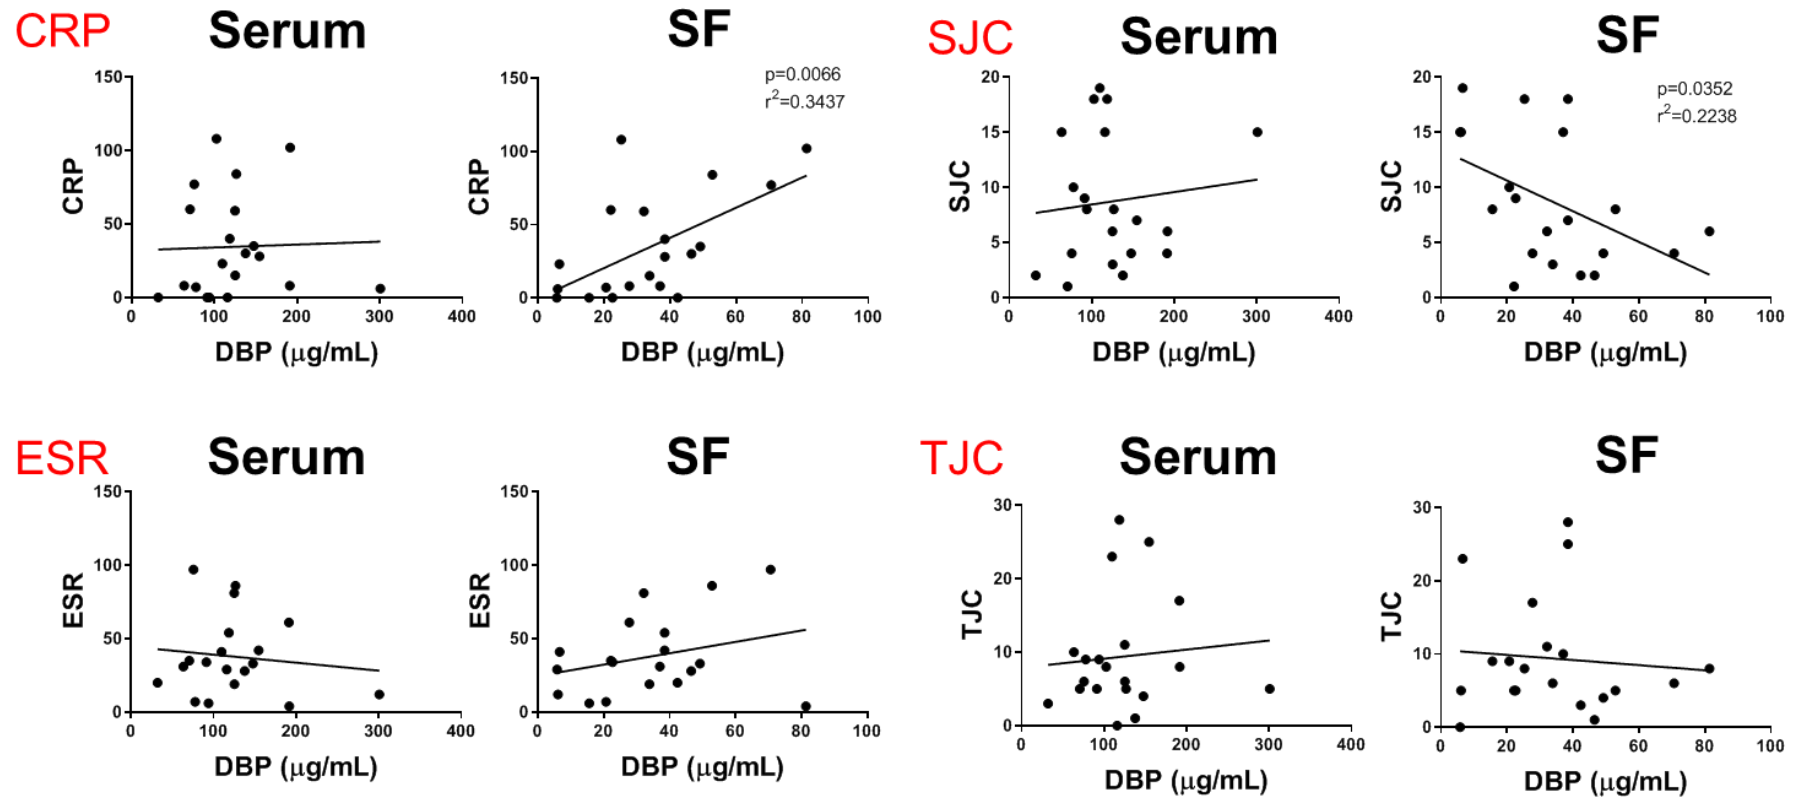 CRP
Serum
SF
CRP
150
100
50
0
0 100 200 300 400
DBP (µg/mL)
CRP
150
100
50
0
0 20 40 60 80 100
DBP (µg/mL)
p=0.0066
r2=0.3437
SJC
Serum
SF
SJC
20
15
10
5
0
0 100 200 300 400
DBP (µg/mL)
SJC
20
15
10
5
0
0 20 40 60 80 100
DBP (µg/mL)
p=0.0352
r2=0.2238
ESR
Serum
SF
ESR
150
100
50
0
0 100 200 300 400
DBP (µg/mL)
ESR
150
100
50
0
0 20 40 60 80 100
DBP (µg/mL)
TJC
Serum
SF
TJC
30
20
10
0
0 100 200 300 400
DBP (µg/mL)
TJC
30
20
10
0
0 20 40 60 80 100
DBP (µg/mL)